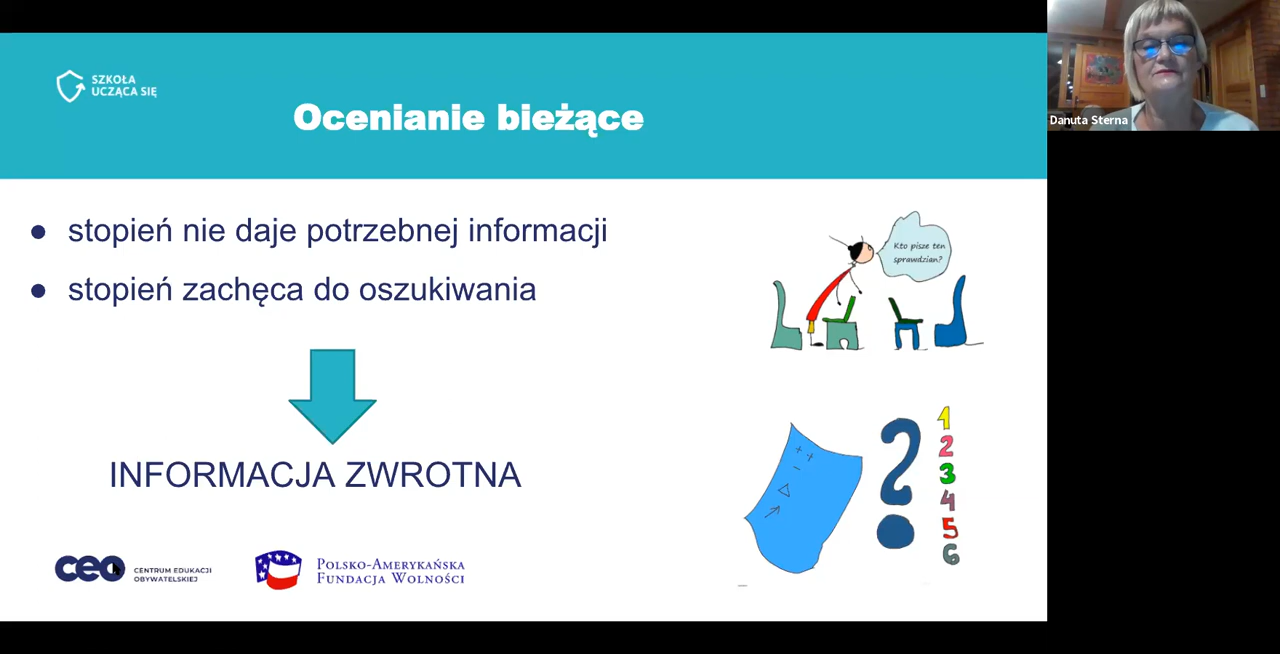 SZKOŁA
UCZĄCA SIĘ
Ocenianie bieżące
Danuta Sterna
● stopień nie daje potrzebnej informacji
● stopień zachęca do oszukiwania
Kto pisze ten
sprawdzian?
INFORMACJA ZWROTNA
1
2
3
4
5
6
?
ceo
CENTRUM EDUKACJI
OBYWATELSKIEJ
POLSKO-AMERYKAŃSKA
FUNDACJA WOLNOŚCI